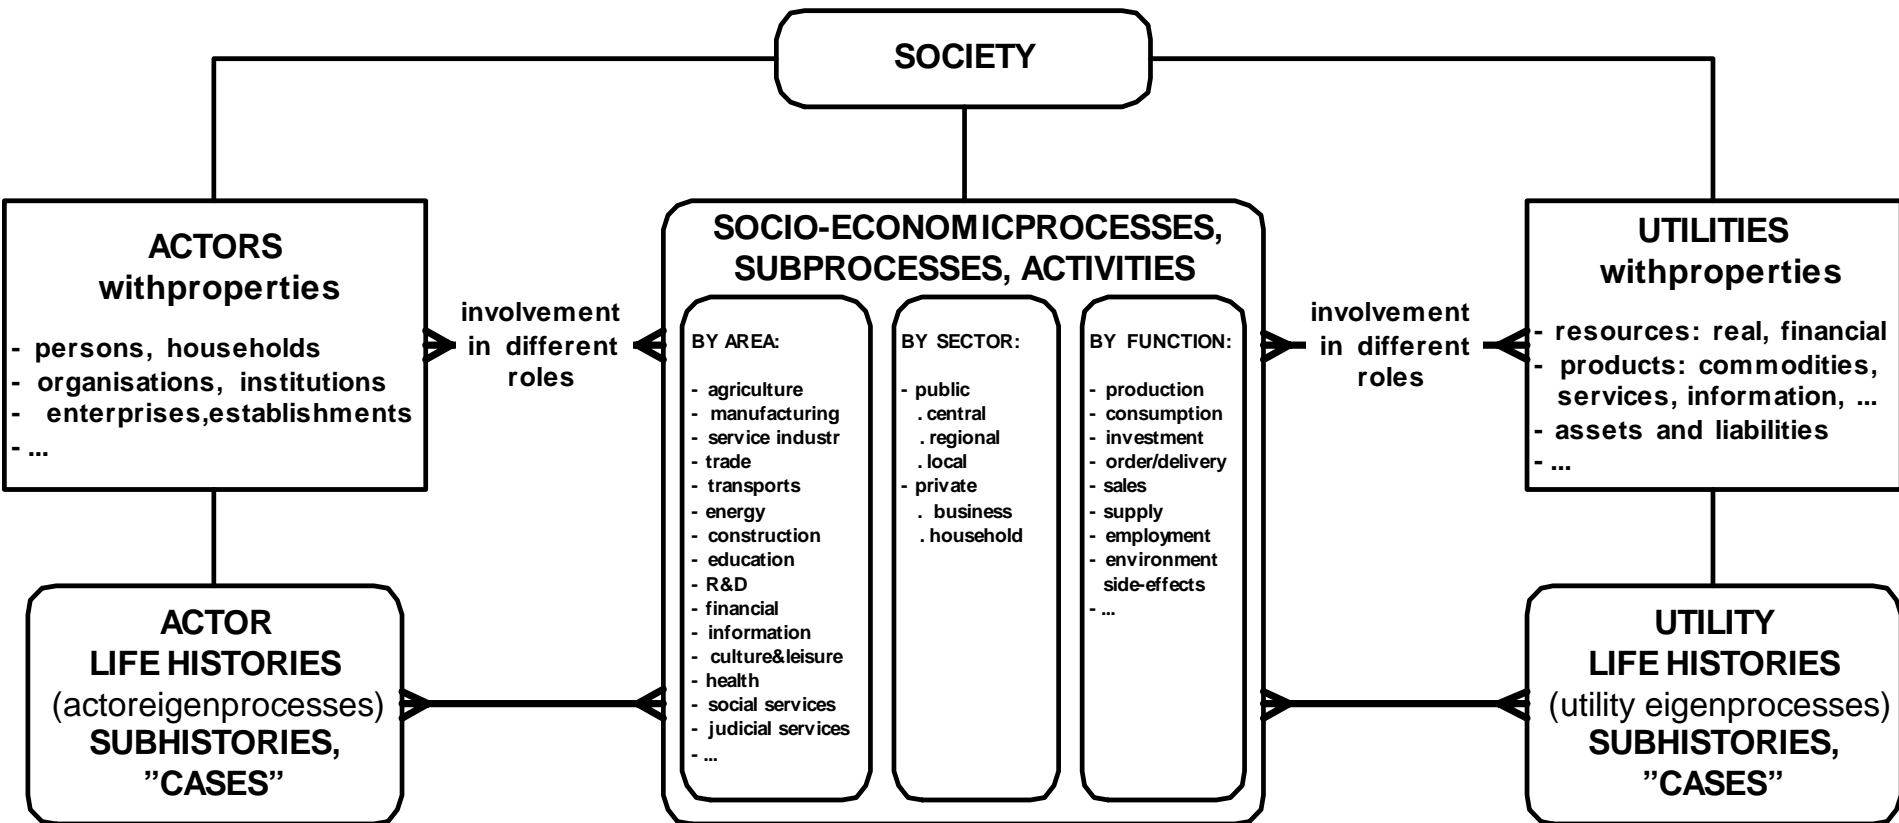 SOCIETY
ACTORS
withproperties
- persons, households
- organisations, institutions
- enterprises,establishments
- ...
involvement
in different
roles
SOCIO-ECONOMICPROCESSES,
SUBPROCESSES, ACTIVITIES
BY AREA:
- agriculture
- manufacturing
- service industr
- trade
- transports
- energy
- construction
- education
- R&D
- financial
- information
- culture&leisure
- health
- social services
- judicial services
- ...
BY SECTOR:
- public
. central
. regional
. local
- private
. business
. household
BY FUNCTION:
- production
- consumption
- investment
- order/delivery
- sales
- supply
- employment
- environment
side-effects
- ...
involvement
in different
roles
UTILITIES
withproperties
- resources: real, financial
- products: commodities,
services, information, ...
- assets and liabilities
- ...
ACTOR
LIFE HISTORIES
(actoreigenprocesses)
SUBHISTORIES,
”CASES”
UTILITY
LIFE HISTORIES
(utility eigenprocesses)
SUBHISTORIES,
”CASES”